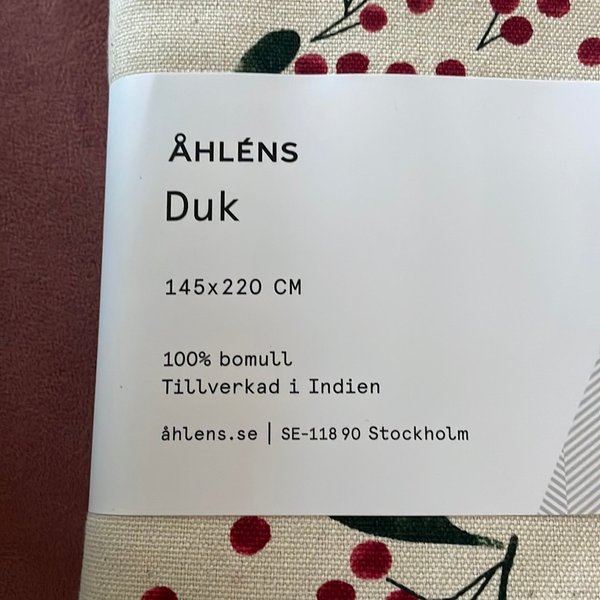 ÅHLÉNS
Duk
145x220 CM
100% bomull
Tillverkad i Indien
åhlens.se | SE-118 90 Stockholm